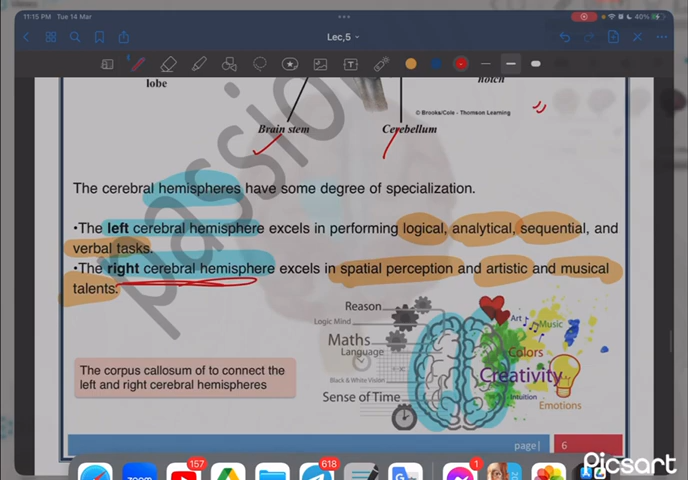 11:15 PM Tue 14 Mar
40%
Lec,5
lobe
notch
© Brooks/Cole - Thomson Learning
Brain stem
Cerebellum
passion
The cerebral hemispheres have some degree of specialization.
•The left cerebral hemisphere excels in performing logical, analytical, sequential, and
verbal tasks.
•The right cerebral hemisphere excels in spatial perception and artistic and musical
talents.
Reason
Logic Mind
Maths
Language
Black & White Vision
Sense of Time
Art
Music
Colors
Creativity
Intuition
Emotions
The corpus callosum of to connect the
left and right cerebral hemispheres
page| 6
zoom
157
618
1
Picsart